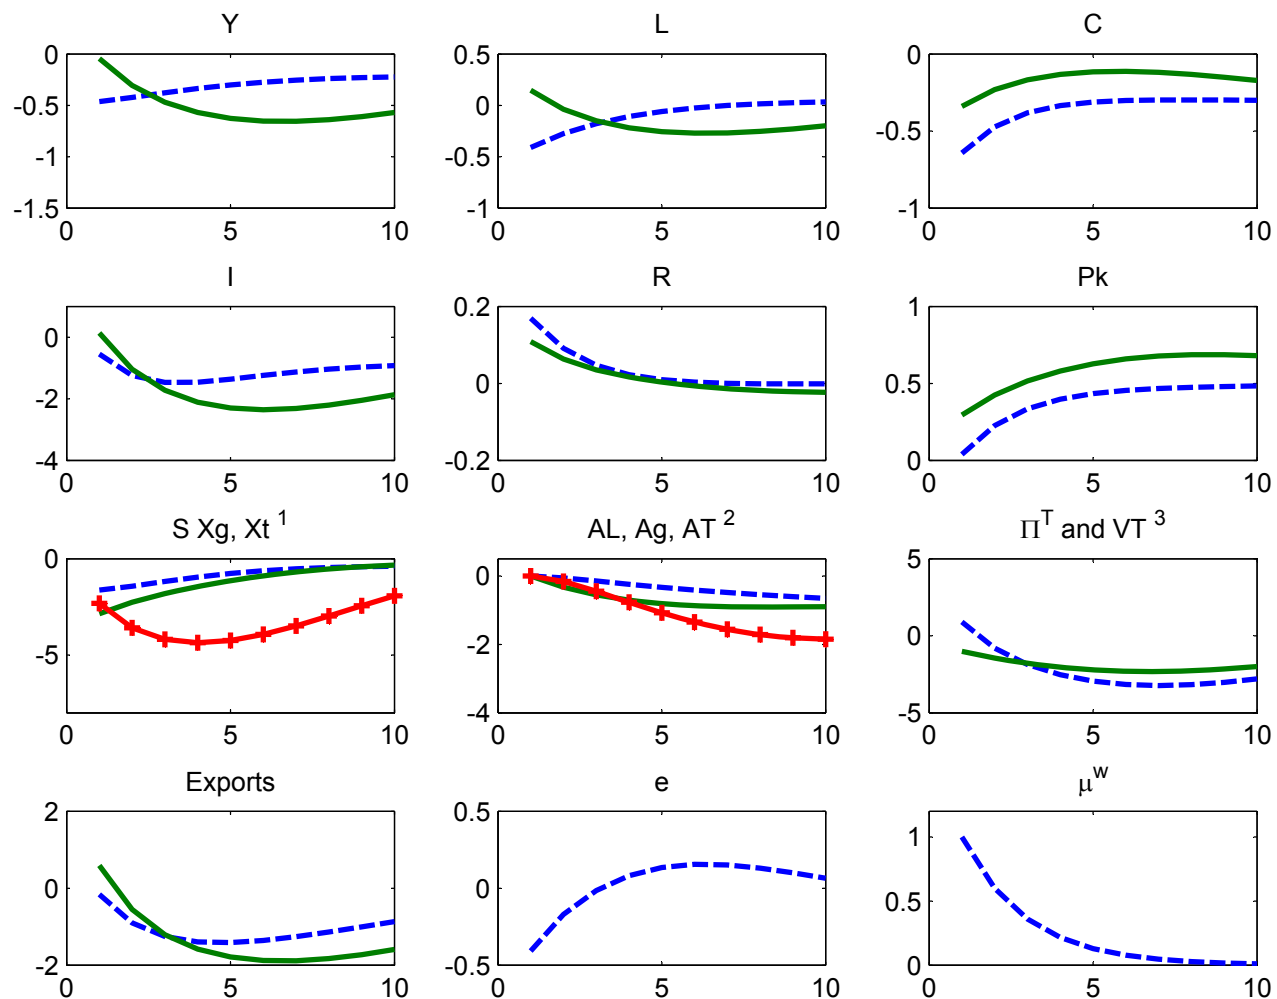 Y L C
0 0.5 0
-0.5 0 -0.5
-1 -0.5
-1.5 -1 -1
0 5 10 0 5 10 0 5 10
I R Pk
0 0.2 1
-2 0 0.5
-4 -0.2 0
0 5 10 0 5 10 0 5 10
S Xg, Xt 1 AL, Ag, AT 2 Π^T and VT 3
0 0 5
-5 -2 0
-4 -5
0 5 10 0 5 10 0 5 10
Exports e μ^w
2 0.5 1
0 0 0.5
-2 -0.5 0
0 5 10 0 5 10 0 5 10